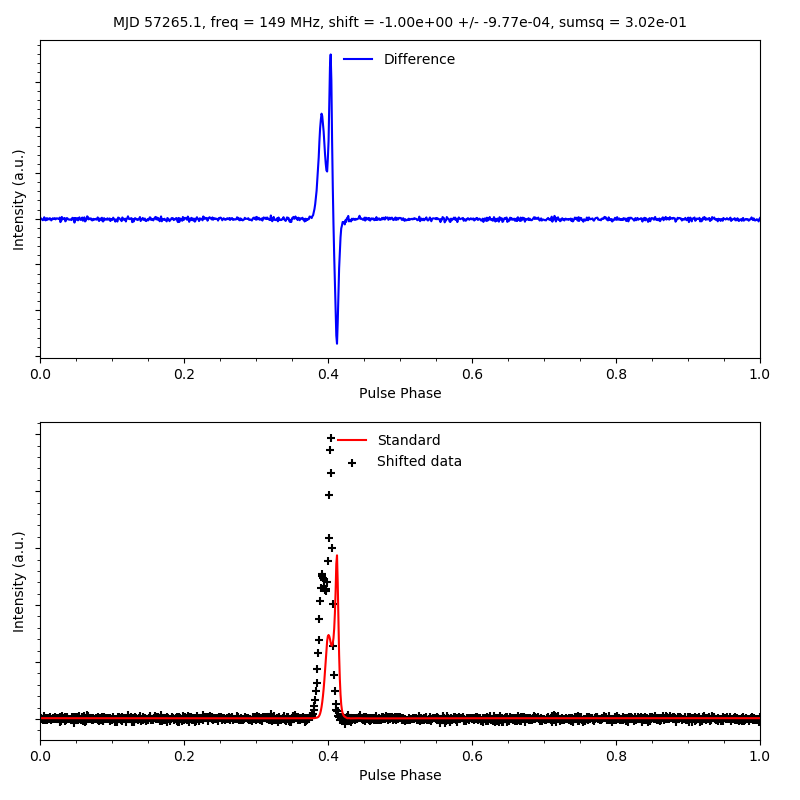 MJD 57265.1, freq = 149 MHz, shift = -1.00e+00 +/- -9.77e-04, sumsq = 3.02e-01
Difference
Intensity (a.u.)
0.0 0.2 0.4 0.6 0.8 1.0
Pulse Phase
Standard
Shifted data
Intensity (a.u.)
0.0 0.2 0.4 0.6 0.8 1.0
Pulse Phase